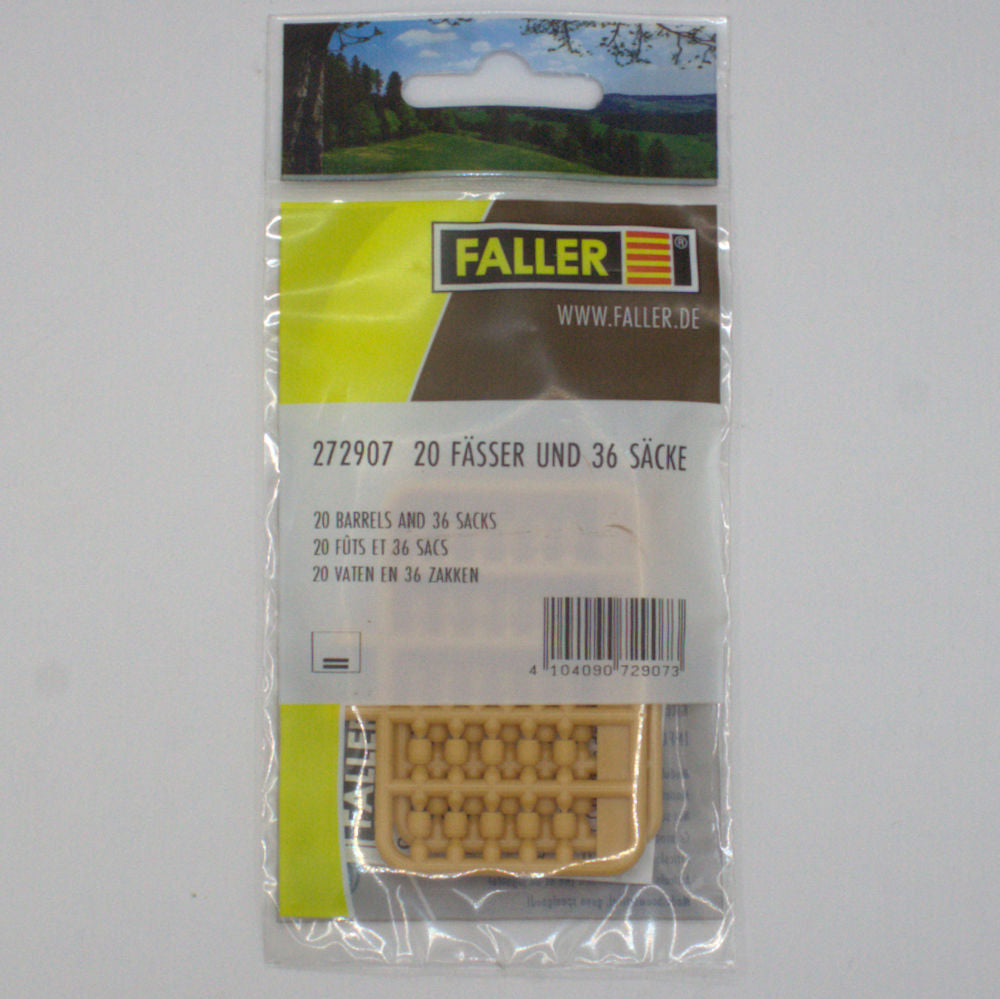 FALLER
®
WWW.FALLER.DE
272907 20 FÄSSER UND 36 SÄCKE
20 BARRELS AND 36 SACKS
20 FÛTS ET 36 SACS
20 VATEN EN 36 ZAKKEN
4 104090 729073
FALLER